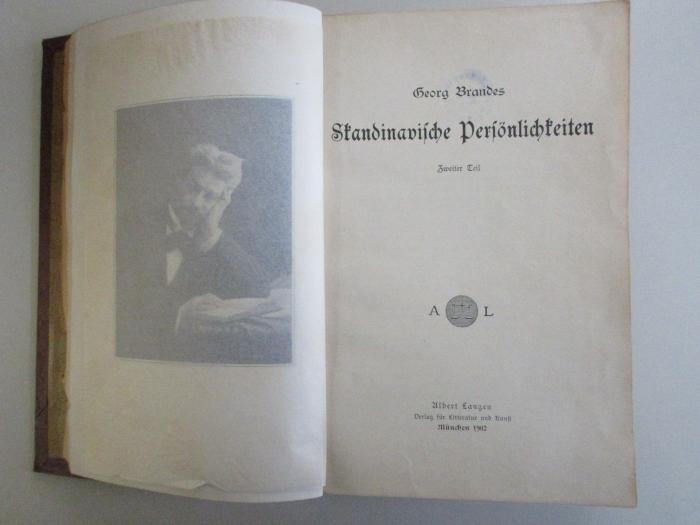 Georg Brandes
Skandinavische Persönlichkeiten
Zweiter Teil
A L
Albert Langen
Verlag für Litteratur und Kunst
München 1902